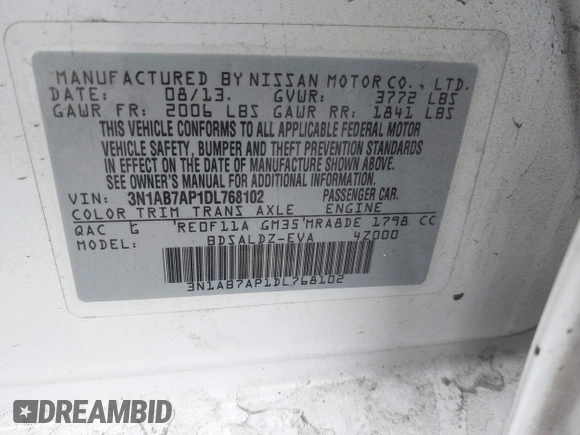 MANUFACTURED BY NISSAN MOTOR CO., LTD.
DATE: 08/13. GVWR: 3772 LBS
GAWR FR: 2006 LBS GAWR RR: 1841 LBS
THIS VEHICLE CONFORMS TO ALL APPLICABLE FEDERAL MOTOR
VEHICLE SAFETY, BUMPER AND THEFT PREVENTION STANDARDS
IN EFFECT ON THE DATE OF MANUFACTURE SHOWN ABOVE.
SEE OWNER'S MANUAL FOR ADDITIONAL INFORMATION
VIN: 3N1AB7AP1DL768102 PASSENGER CAR.
COLOR TRIM TRANS AXLE ENGINE
QAC G RE0F11A GM35 MRA8DE 1798 CC
MODEL: BDSALDZ-EVA 4Z000
3N1AB7AP1DL768102
DREAMBID